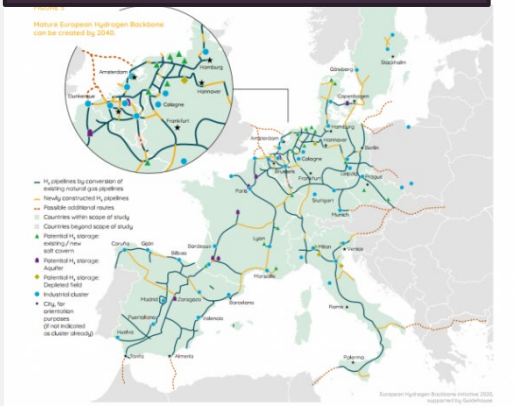 Mature European Hydrogen Backbone
can be created by 2040.
Amsterdam
Hamburg
Hannover
Dunkerque
Cologne
Frankfurt
Göteborg
Stockholm
Copenhagen
Hamburg
Amsterdam
Berlin
Cologne
Brussels
Leipzig
Frankfurt
Prague
Paris
Stuttgart
Munich
Lyon
Milan
Venice
Marseille
Coruña
Gijón
Bilbao
Bordeaux
Madrid
Zaragoza
Barcelona
Puertollano
Valencia
Huelva
Tarifa
Almeria
Rome
Palermo
H₂ pipelines by conversion of
existing natural gas pipelines
Newly constructed H₂ pipelines
Possible additional routes
Countries within scope of study
Countries beyond scope of study
Potential H₂ storage:
existing / new
salt cavern
Potential H₂ storage:
Aquifer
Potential H₂ storage:
Depleted field
Industrial cluster
City, for
orientation
purposes
(if not indicated
as cluster already)
European Hydrogen Backbone initiative 2020,
supported by Guidehouse